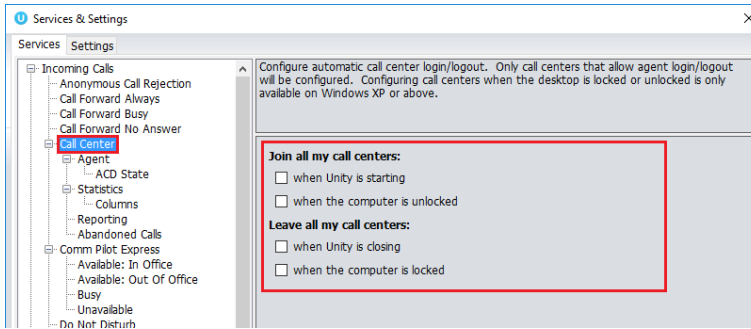 Services & Settings
Services Settings
Incoming Calls
Anonymous Call Rejection
Call Forward Always
Call Forward Busy
Call Forward No Answer
Call Center
Agent
ACD State
Statistics
Columns
Reporting
Abandoned Calls
Comm Pilot Express
Available: In Office
Available: Out Of Office
Busy
Unavailable
Do Not Disturb
Configure automatic call center login/logout. Only call centers that allow agent login/logout
will be configured. Configuring call centers when the desktop is locked or unlocked is only
available on Windows XP or above.
Join all my call centers:
when Unity is starting
when the computer is unlocked
Leave all my call centers:
when Unity is closing
when the computer is locked